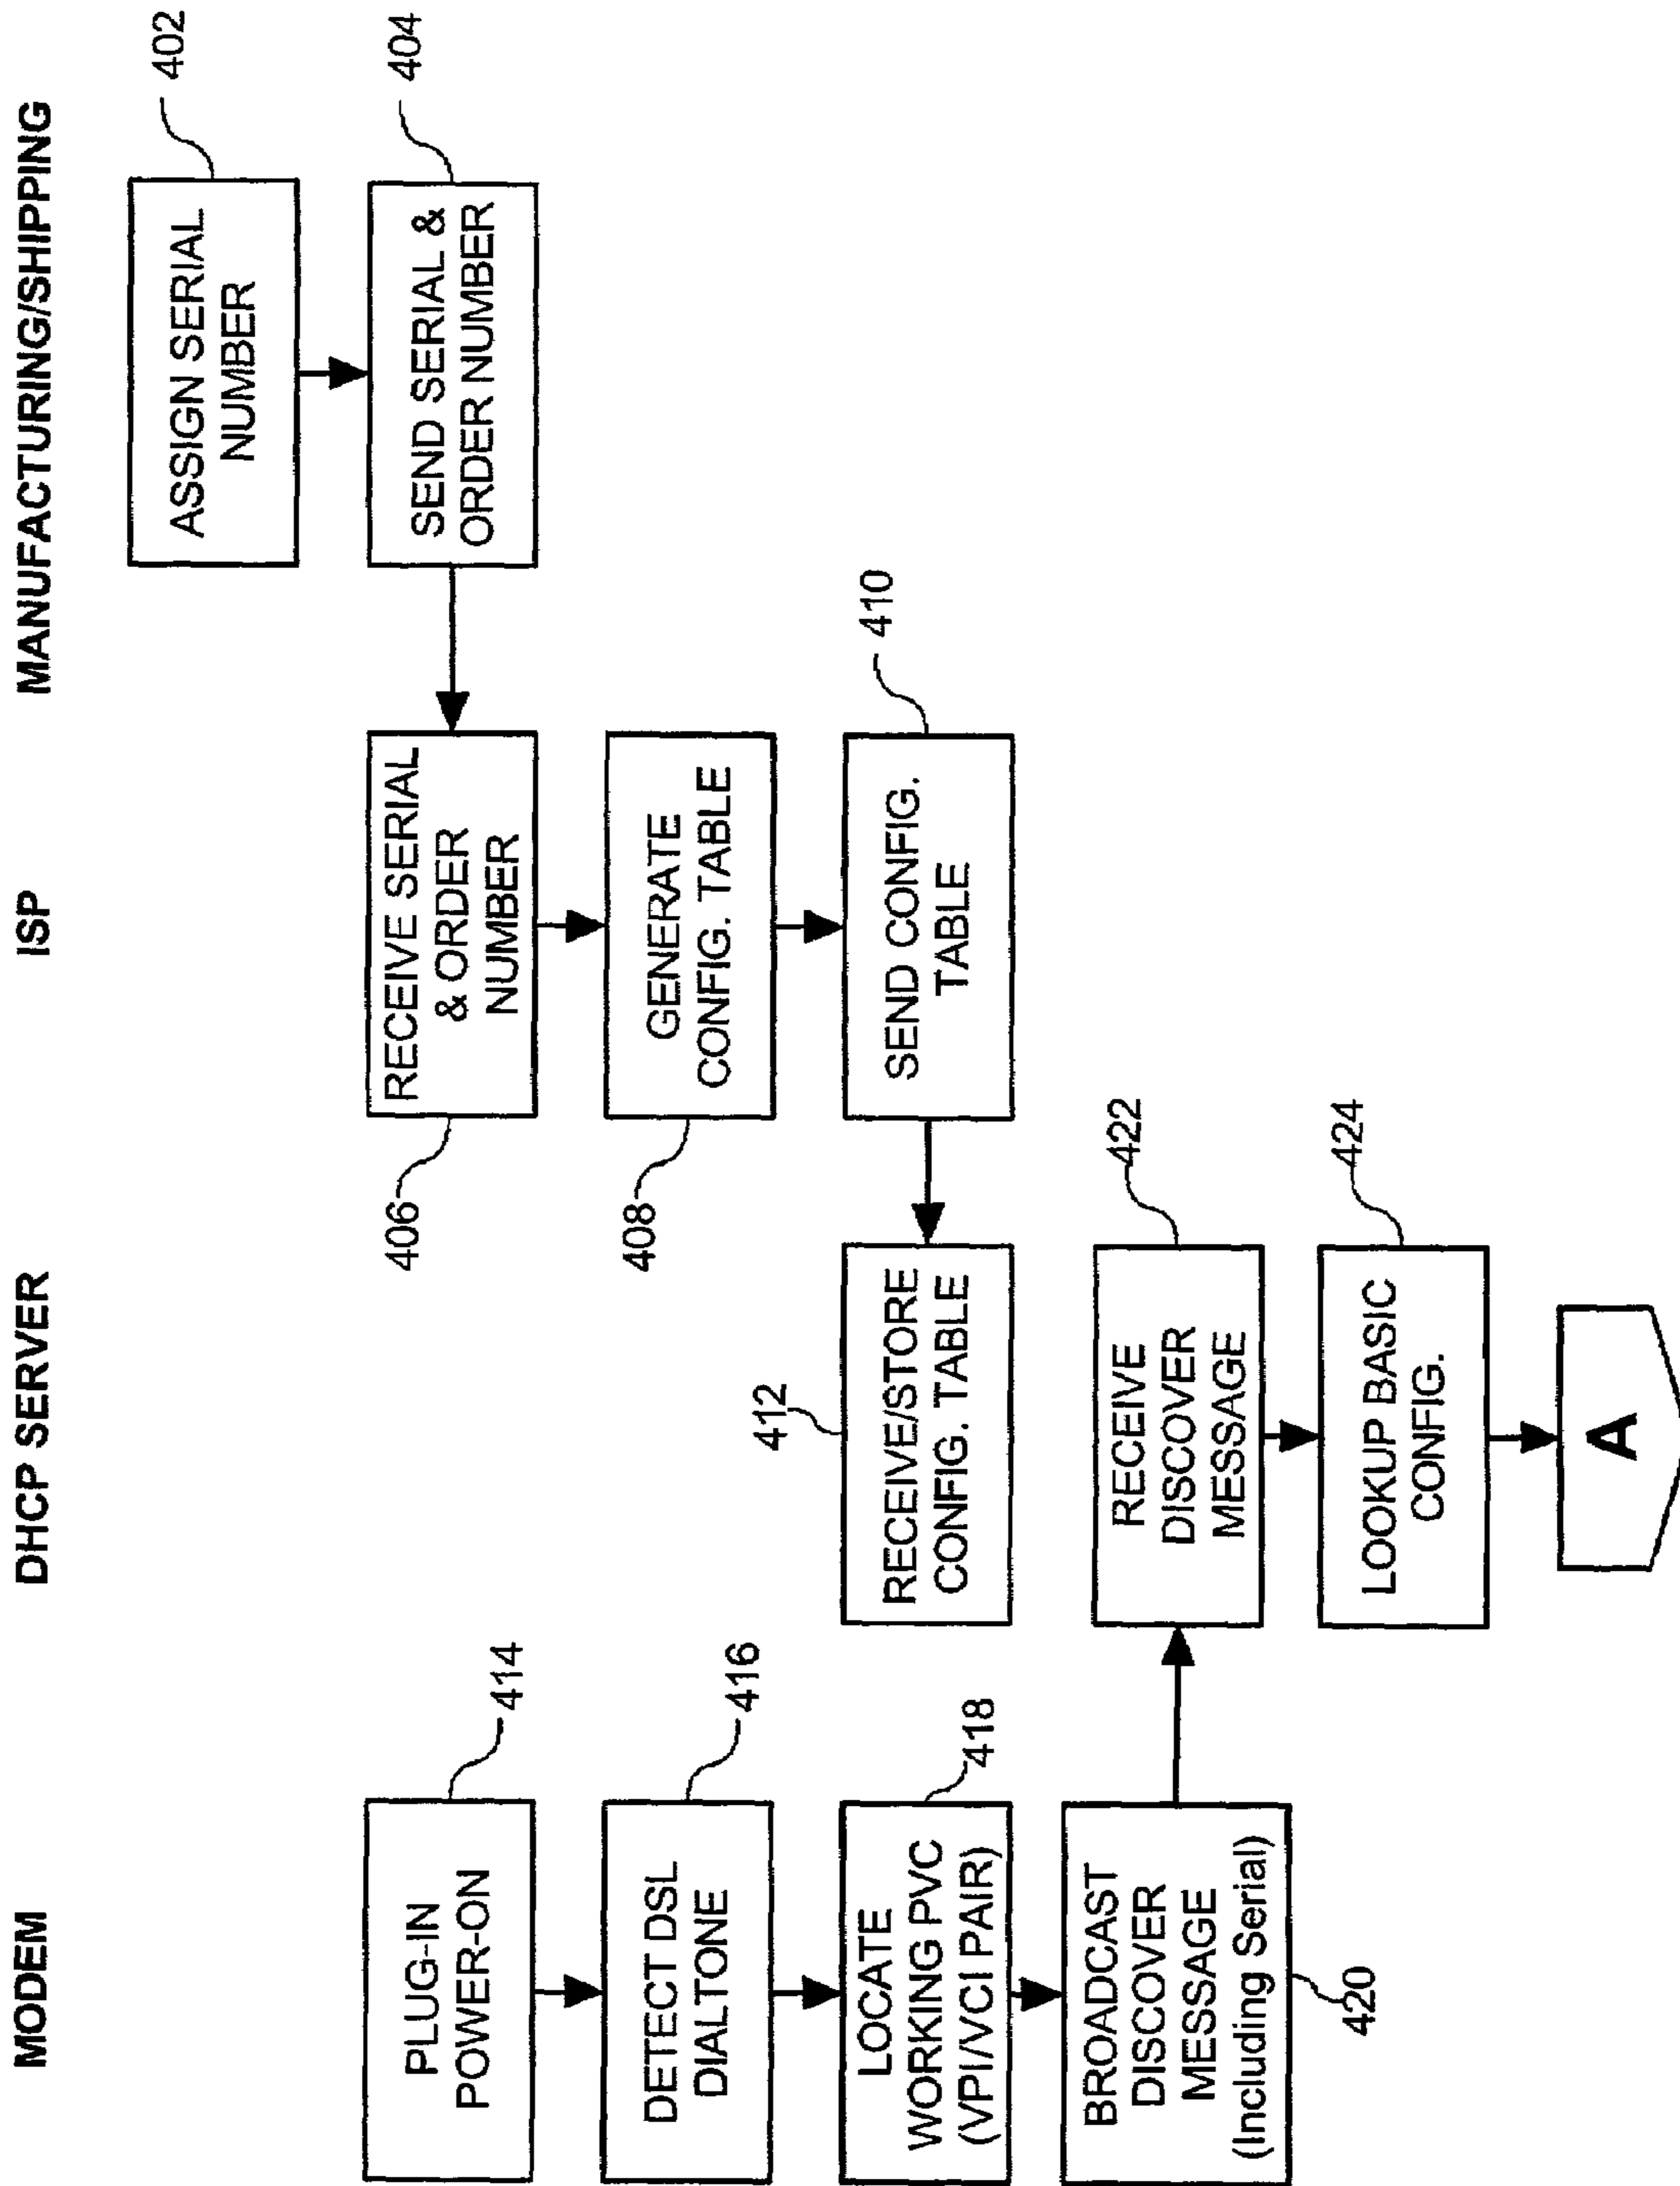 MODEM
DHCP SERVER
ISP
MANUFACTURING/SHIPPING
ASSIGN SERIAL
NUMBER
402
SEND SERIAL &
ORDER NUMBER
404
RECEIVE SERIAL
& ORDER
NUMBER
406
GENERATE
CONFIG. TABLE
408
SEND CONFIG.
TABLE
410
RECEIVE/STORE
CONFIG. TABLE
412
PLUG-IN
POWER-ON
414
DETECT DSL
DIALTONE
416
LOCATE
WORKING PVC
(VPI/VCI PAIR)
418
BROADCAST
DISCOVER
MESSAGE
(Including Serial)
420
RECEIVE
DISCOVER
MESSAGE
422
LOOKUP BASIC
CONFIG.
424
A